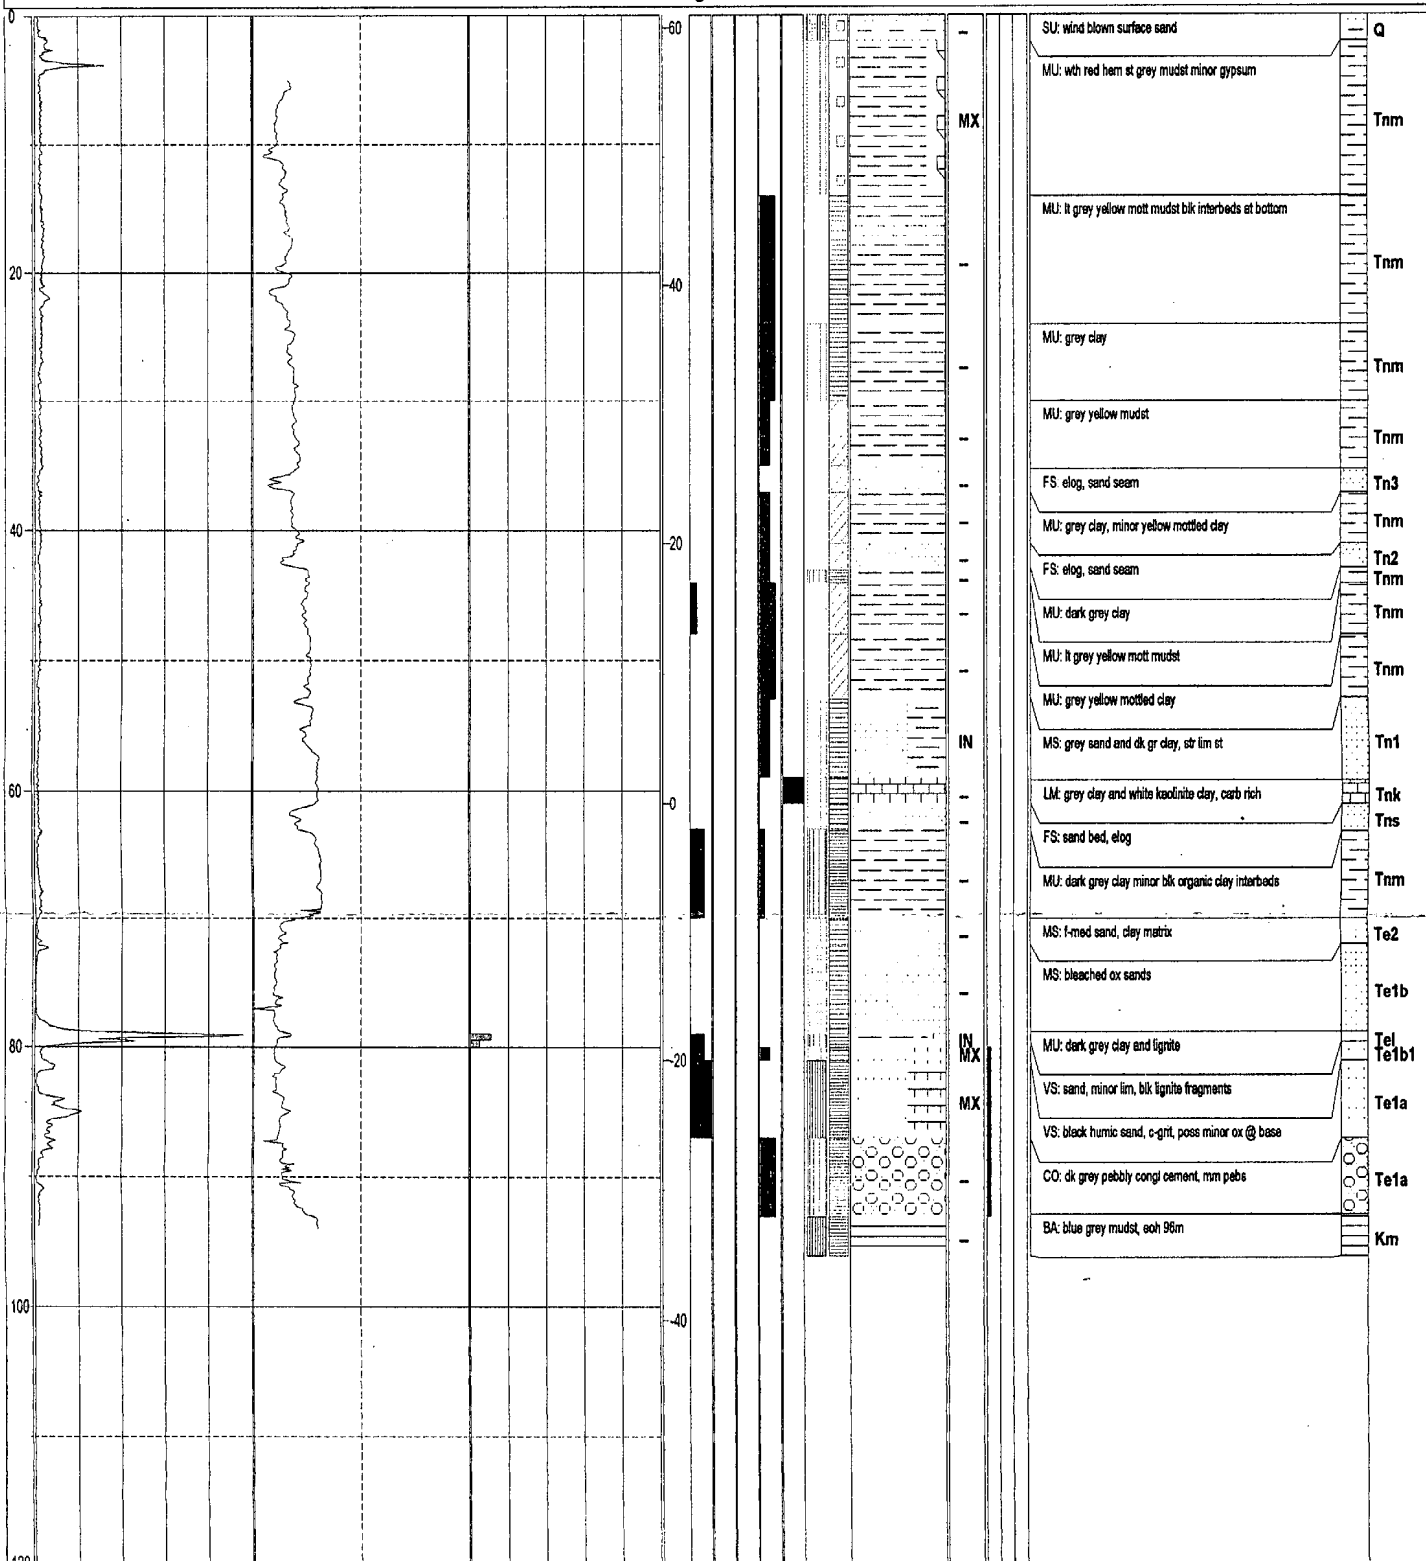 0
20
40
60
80
100
60
40
20
0
-20
-40
MX
IN
IN
MX
MX
SU: wind blown surface sand
Q
MU: wth red hem st grey mudst minor gypsum
Tnm
MU: lt grey yellow mott mudst blk interbeds at bottom
Tnm
MU: grey clay
Tnm
MU: grey yellow mudst
Tnm
FS: elog, sand seam
Tn3
MU: grey clay, minor yellow mottled clay
Tnm
Tn2
FS: elog, sand seam
Tnm
MU: dark grey clay
Tnm
MU: lt grey yellow mott mudst
Tnm
MU: grey yellow mottled clay
MS: grey sand and dk gr clay, str lim st
Tn1
LM: grey clay and white kaolinite clay, carb rich
Tnk
Tns
FS: sand bed, elog
MU: dark grey clay minor blk organic clay interbeds
Tnm
MS: f-med sand, clay matrix
Te2
MS: bleached ox sands
Te1b
MU: dark grey clay and lignite
Tel
Te1b1
VS: sand, minor lim, blk lignite fragments
Te1a
VS: black humic sand, c-grit, poss minor ox @ base
CO: dk grey pebbly congl cement, mm pebs
Te1a
BA: blue grey mudst, eoh 96m
Km